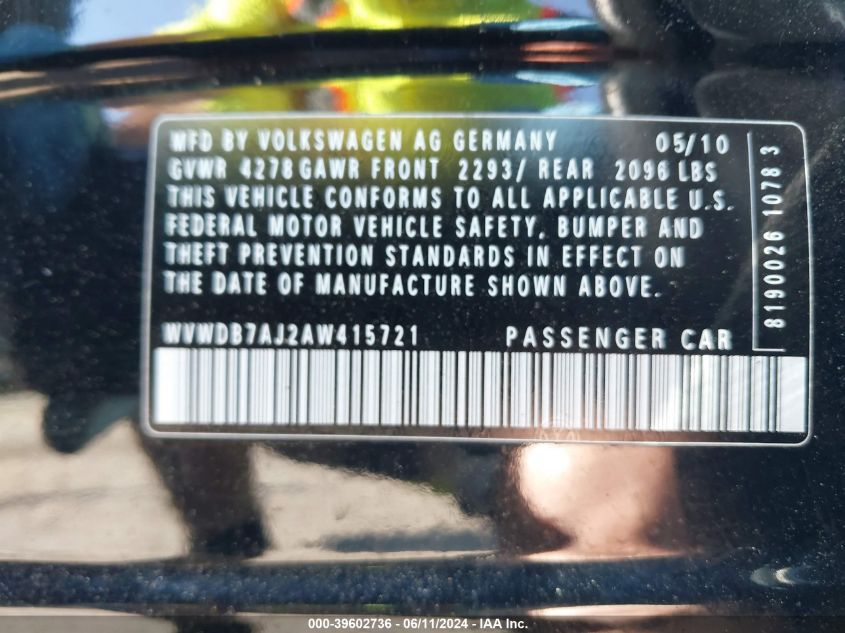 MFD BY VOLKSWAGEN AG GERMANY 05/10
GVWR 4278 GAWR FRONT 2293/ REAR 2096 LBS
THIS VEHICLE CONFORMS TO ALL APPLICABLE U.S.
FEDERAL MOTOR VEHICLE SAFETY, BUMPER AND
THEFT PREVENTION STANDARDS IN EFFECT ON
THE DATE OF MANUFACTURE SHOWN ABOVE.
WVWDB7AJ2AW415721 PASSENGER CAR
8190026 1078 3
000-39602736 - 06/11/2024 - IAA Inc.